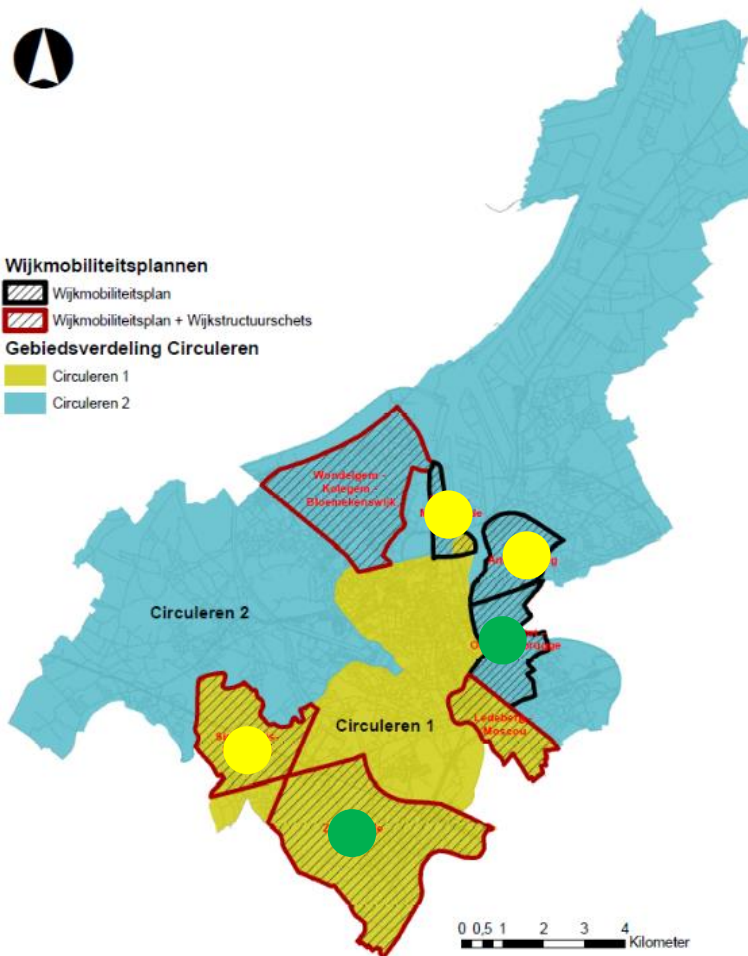 Wijkmobiliteitsplannen
Wijkmobiliteitsplan
Wijkmobiliteitsplan + Wijkstructuurschets
Gebiedsverdeling Circuleren
Circuleren 1
Circuleren 2
Wondelgem -
Kolegem -
Bloemekenswijk
Circuleren 2
Circuleren 1
Ledeberg -
Moscou
0 0,5 1 2 3 4
Kilometer